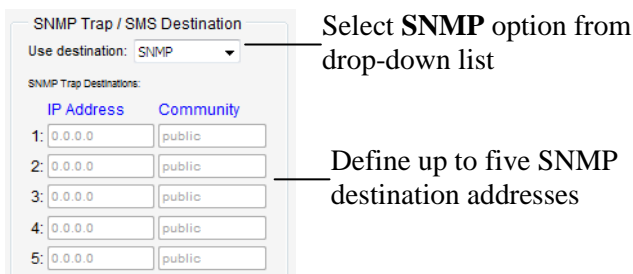 SNMP Trap / SMS Destination
Use destination: SNMP
SNMP Trap Destinations:
IP Address Community
1: 0.0.0.0 public
2: 0.0.0.0 public
3: 0.0.0.0 public
4: 0.0.0.0 public
5: 0.0.0.0 public
Select SNMP option from
drop-down list
Define up to five SNMP
destination addresses